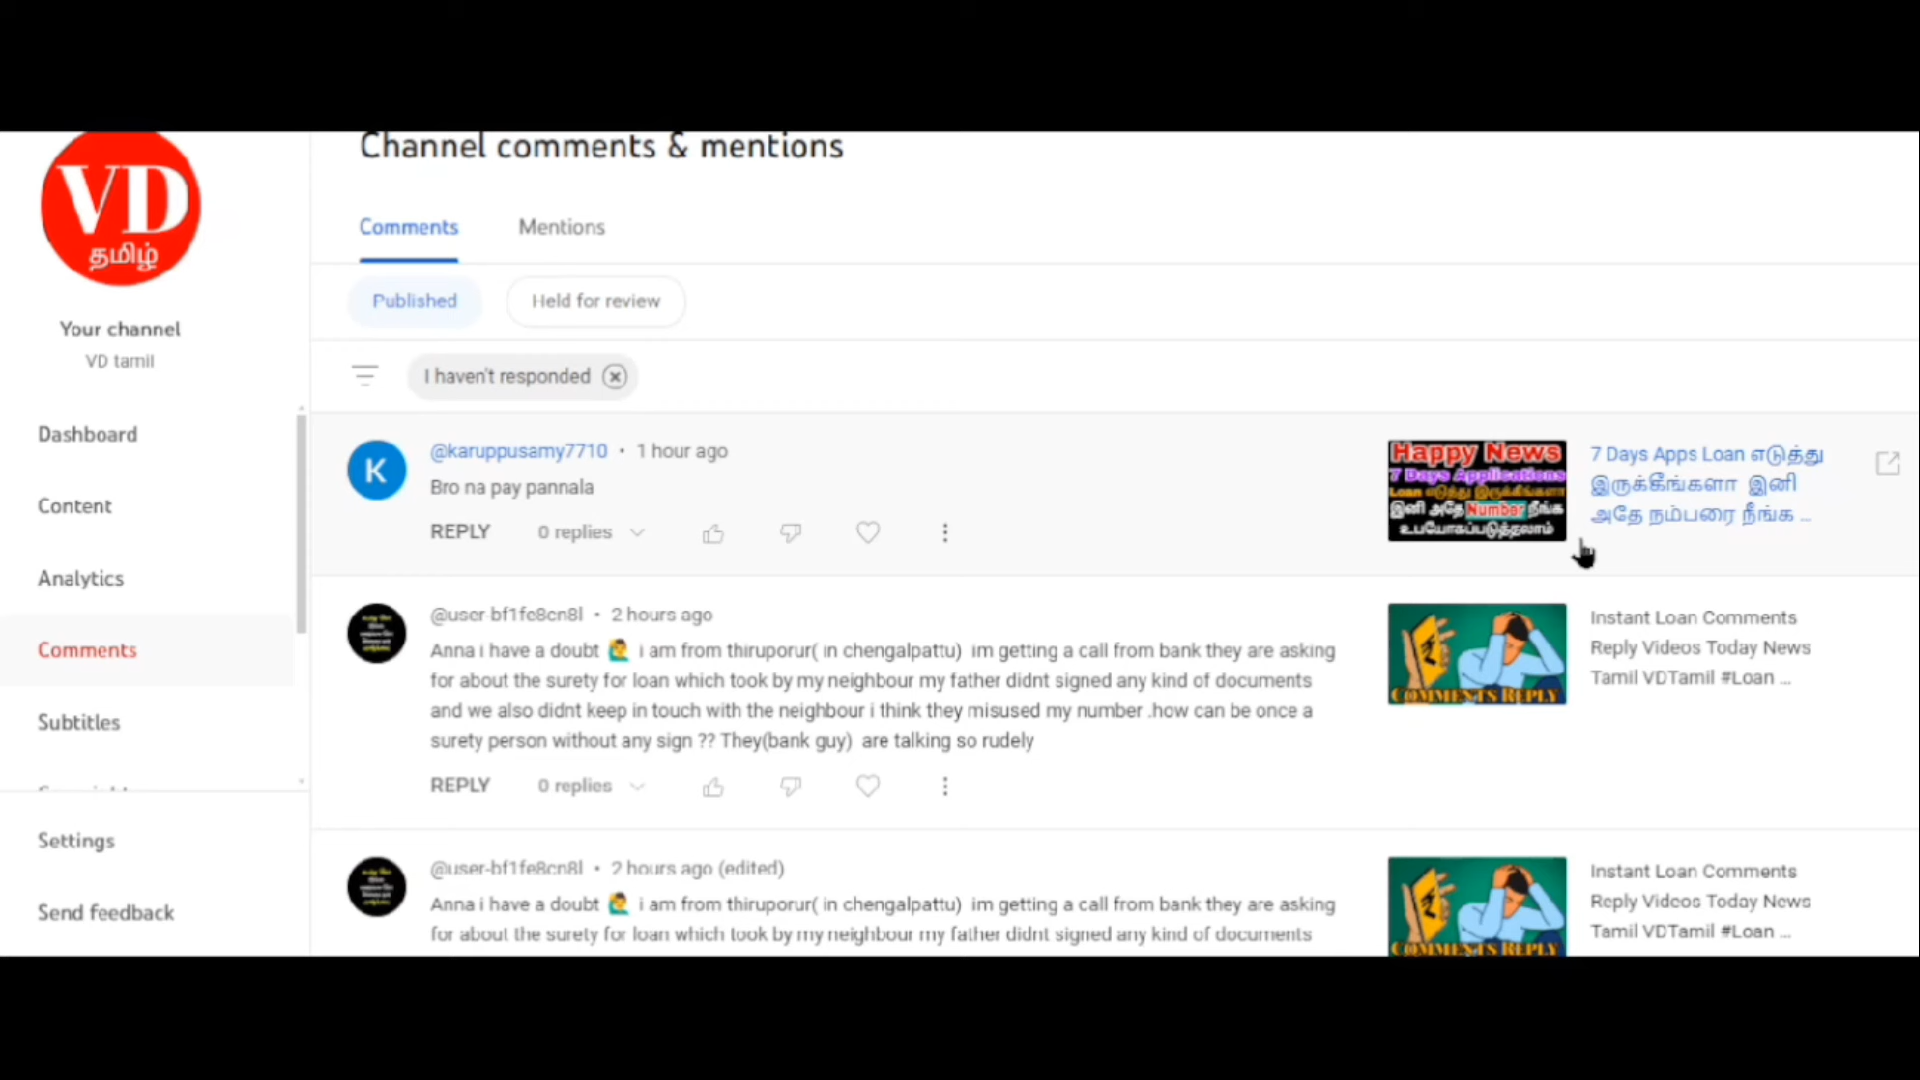 Channel comments & mentions
VD
தமிழ்
Comments
Mentions
Published
Held for review
Your channel
VD tamil
I haven't responded
Dashboard
Content
Analytics
Comments
Subtitles
Settings
Send feedback
K
@karuppusamy7710 • 1 hour ago
Bro na pay pannala
REPLY
0 replies
Happy News
7 Days Applications
Loan எடுத்து இருக்கீங்களா
இனி அதே Number நீங்க
உபயோகப்படுத்தலாம்
7 Days Apps Loan எடுத்து
இருக்கீங்களா இனி
அதே நம்பரை நீங்க ...
@user-bf1fe8cn8l • 2 hours ago
Anna i have a doubt 🙋‍♂️ i am from thiruporur( in chengalpattu) im getting a call from bank they are asking
for about the surety for loan which took by my neighbour my father didnt signed any kind of documents
and we also didnt keep in touch with the neighbour i think they misused my number .how can be once a
surety person without any sign ?? They(bank guy) are talking so rudely
REPLY
0 replies
COMMENTS REPLY
Instant Loan Comments
Reply Videos Today News
Tamil VDTamil #Loan ...
@user-bf1fe8cn8l • 2 hours ago (edited)
Anna i have a doubt 🙋‍♂️ i am from thiruporur( in chengalpattu) im getting a call from bank they are asking
for about the surety for loan which took by my neighbour my father didnt signed any kind of documents
COMMENTS REPLY
Instant Loan Comments
Reply Videos Today News
Tamil VDTamil #Loan ...